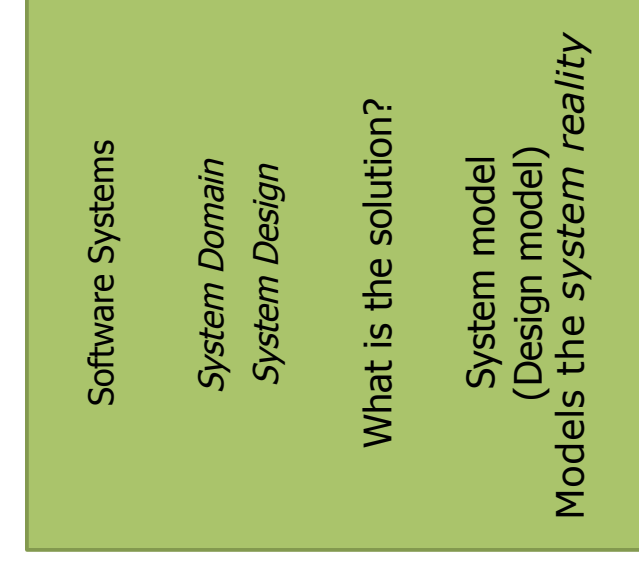 Software Systems
System Domain
System Design
What is the solution?
System model
(Design model)
Models the system reality